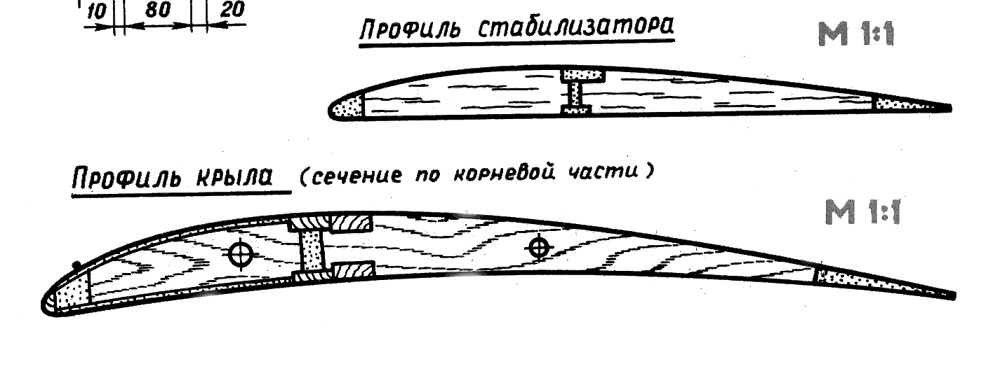 10 80 20
Профиль стабилизатора
М 1:1
Профиль крыла (сечение по корневой части)
М 1:1